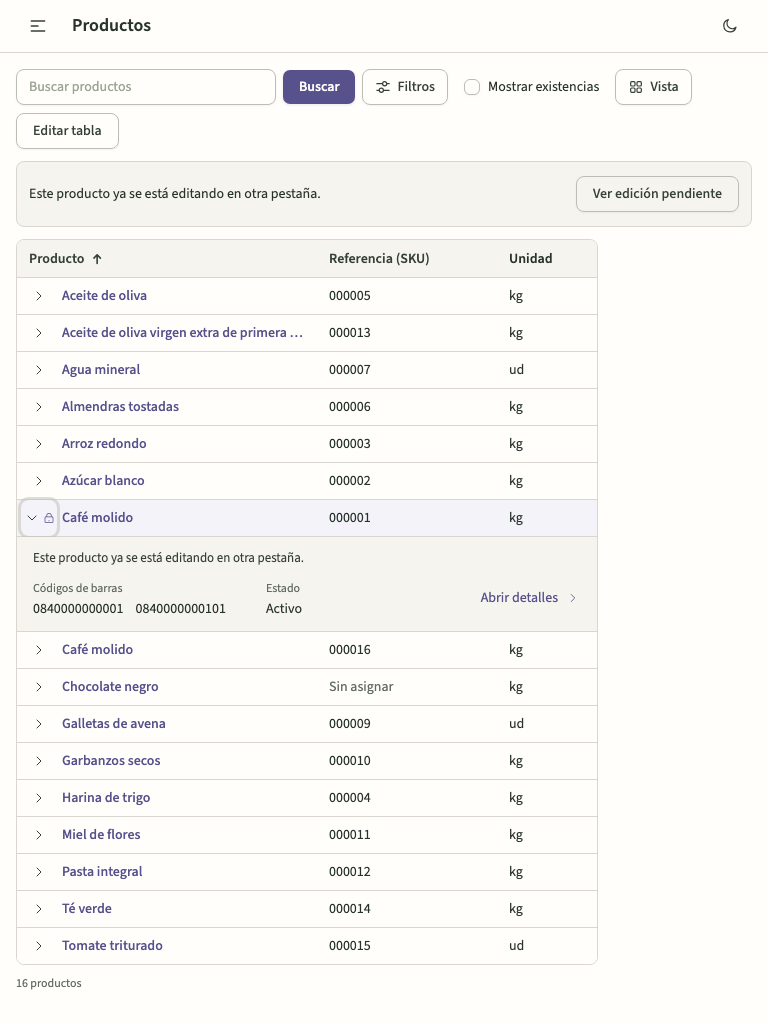 Productos
Buscar productos
Buscar
Filtros
Mostrar existencias
Vista
Editar tabla
Este producto ya se está editando en otra pestaña.
Ver edición pendiente
Producto Referencia (SKU) Unidad
Aceite de oliva 000005 kg
Aceite de oliva virgen extra de primera … 000013 kg
Agua mineral 000007 ud
Almendras tostadas 000006 kg
Arroz redondo 000003 kg
Azúcar blanco 000002 kg
Café molido 000001 kg
Este producto ya se está editando en otra pestaña.
Códigos de barras Estado
0840000000001 0840000000101 Activo
Abrir detalles
Café molido 000016 kg
Chocolate negro Sin asignar kg
Galletas de avena 000009 ud
Garbanzos secos 000010 kg
Harina de trigo 000004 kg
Miel de flores 000011 kg
Pasta integral 000012 kg
Té verde 000014 kg
Tomate triturado 000015 ud
16 productos